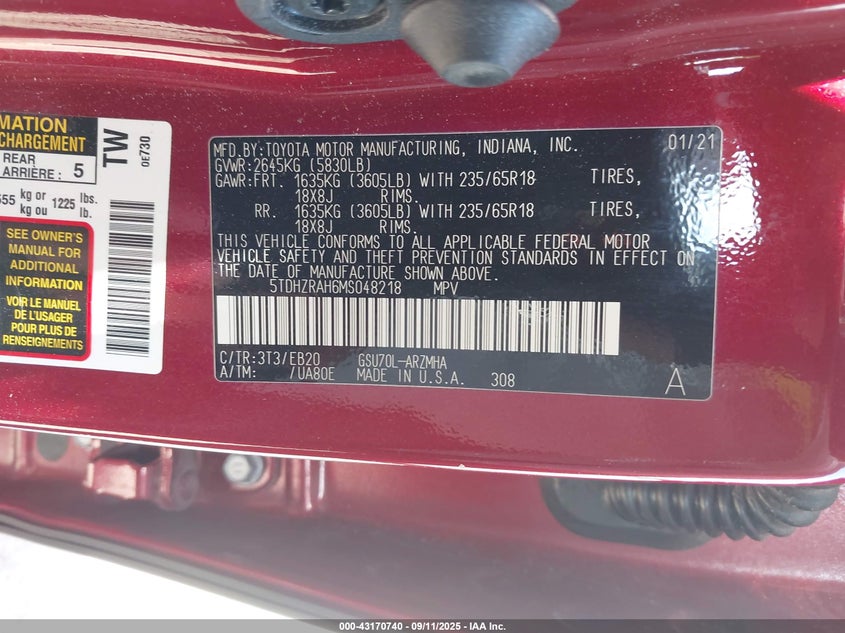 MATION
CHARGEMENT
REAR
ARRIÈRE : 5
555 kg or 1225 lbs.
kg ou lb.
TW
0E730
SEE OWNER'S
MANUAL FOR
ADDITIONAL
INFORMATION
VOIR LE MANUEL
DE L'USAGER
POUR PLUS DE
RENSEIGNEMENTS
MFD.BY:TOYOTA MOTOR MANUFACTURING, INDIANA, INC. 01/21
GVWR:2645KG (5830LB)
GAWR:FRT. 1635KG (3605LB) WITH 235/65R18 TIRES,
18X8J RIMS.
RR. 1635KG (3605LB) WITH 235/65R18 TIRES,
18X8J RIMS.
THIS VEHICLE CONFORMS TO ALL APPLICABLE FEDERAL MOTOR
VEHICLE SAFETY AND THEFT PREVENTION STANDARDS IN EFFECT ON
THE DATE OF MANUFACTURE SHOWN ABOVE.
5TDHZRAH6MS048218 MPV
C/TR:3T3/EB20 GSU70L-ARZMHA
A/TM: /UA80E MADE IN U.S.A. 308 A
000-43170740 - 09/11/2025 - IAA Inc.